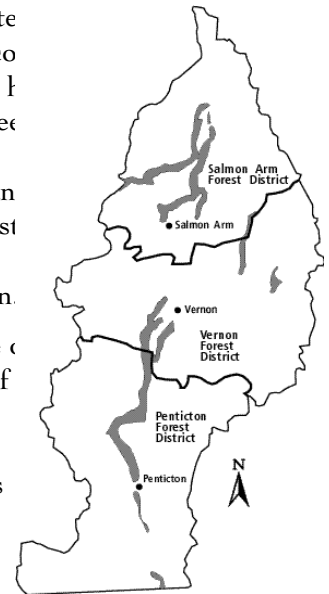 Salmon Arm
Forest District
Salmon Arm
Vernon
Vernon
Forest
District
Penticton
Forest
District
Penticton
N